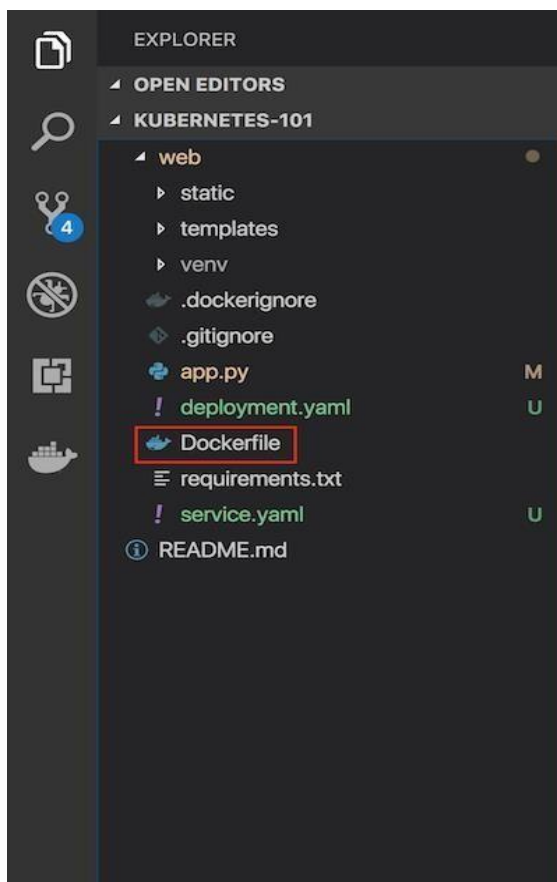 EXPLORER
OPEN EDITORS
KUBERNETES-101
web
static
templates
4
venv
.dockerignore
.gitignore
app.py M
deployment.yaml U
Dockerfile
requirements.txt
service.yaml U
README.md